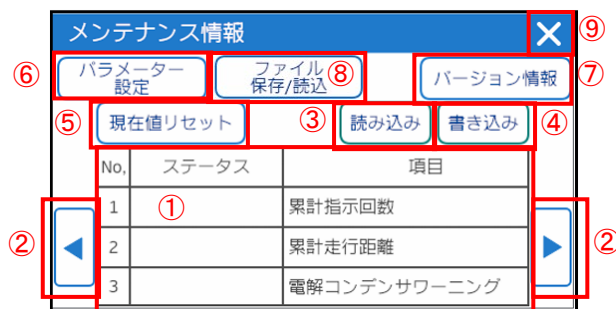 メンテナンス情報
⑨
⑥
パラメーター
設定
ファイル
保存/読込
⑧
バージョン情報
⑦
⑤
現在値リセット
③
読み込み
書き込み
④
No,
ステータス
項目
1
①
累計指示回数
②
2
累計走行距離
②
3
電解コンデンサワーニング